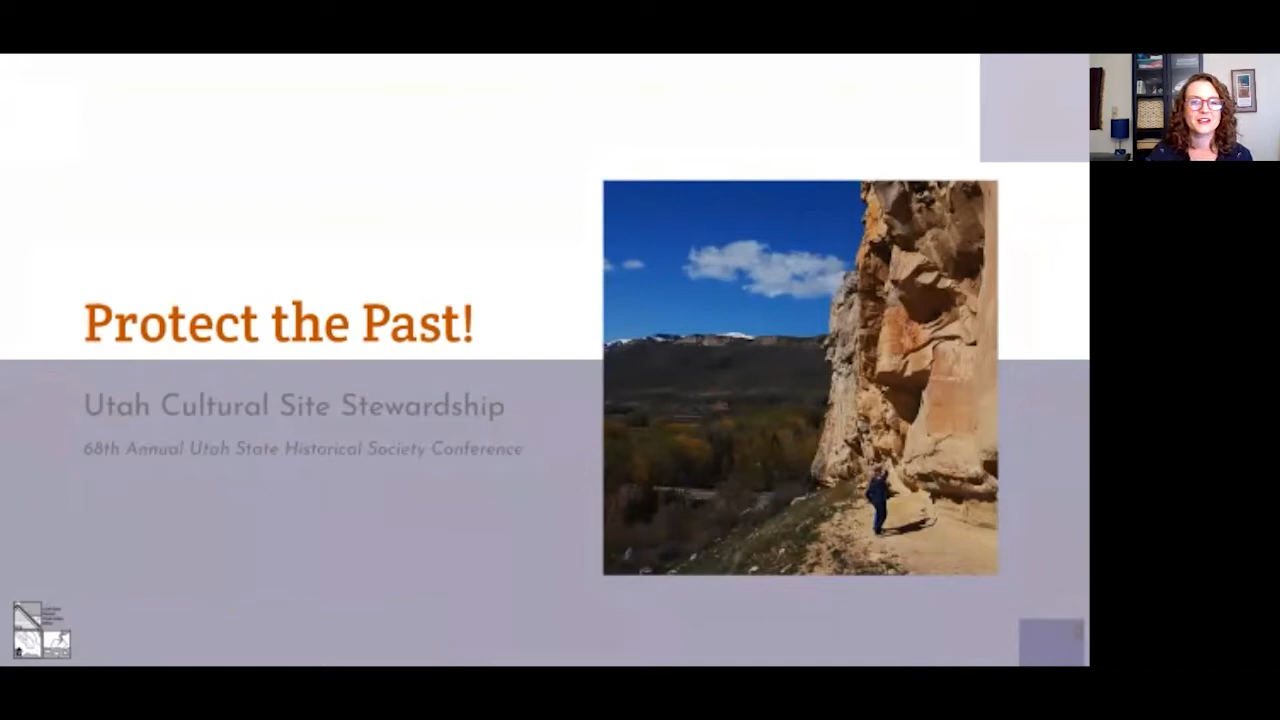 Protect the Past!
Utah Cultural Site Stewardship
68th Annual Utah State Historical Society Conference